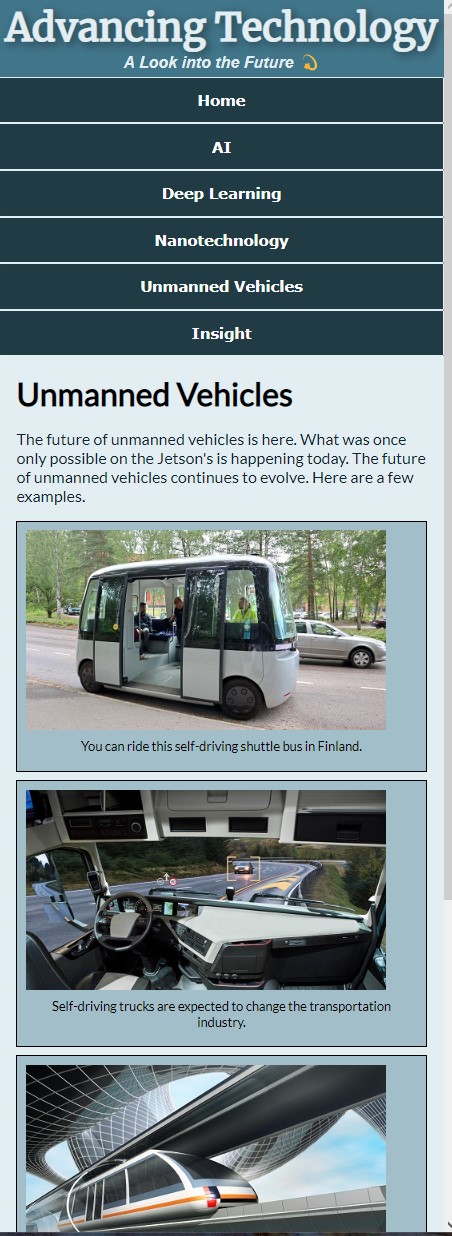 Advancing Technology
A Look into the Future 💫
Home
AI
Deep Learning
Nanotechnology
Unmanned Vehicles
Insight
Unmanned Vehicles
The future of unmanned vehicles is here. What was once
only possible on the Jetson's is happening today. The future
of unmanned vehicles continues to evolve. Here are a few
examples.
You can ride this self-driving shuttle bus in Finland.
Self-driving trucks are expected to change the transportation
industry.